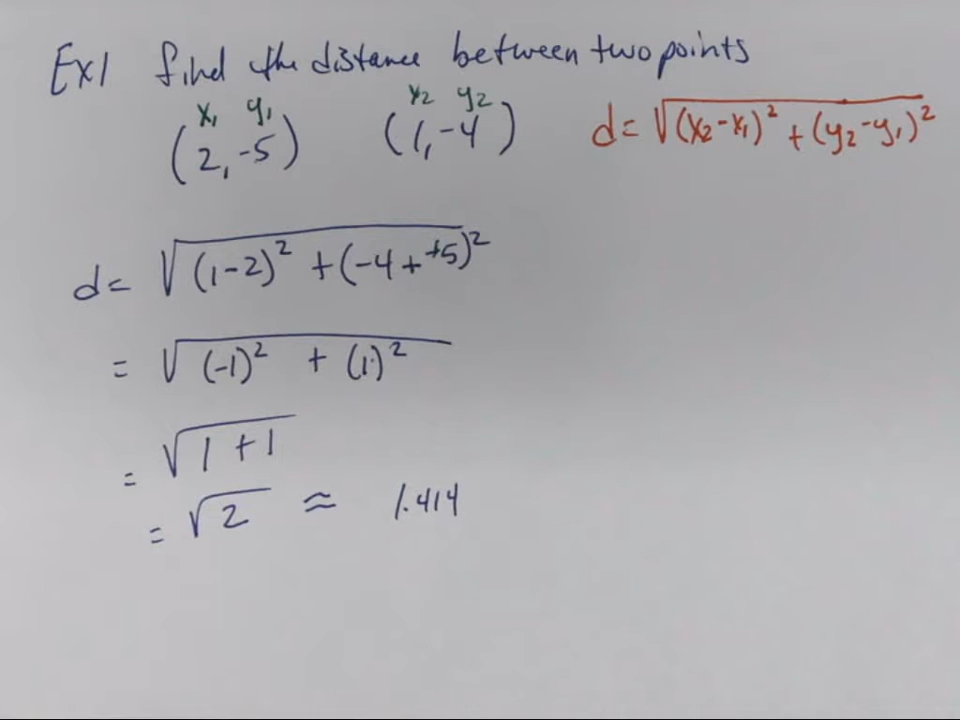 Ex1 find the distance between two points
x₁ y₁ x₂ y₂
(2, -5) (1, -4) d = √((x₂-x₁)² + (y₂-y₁)²)
d = √((1-2)² + (-4 + +5)²)
= √((-1)² + (1)²)
= √(1+1)
= √2 ≈ 1.414